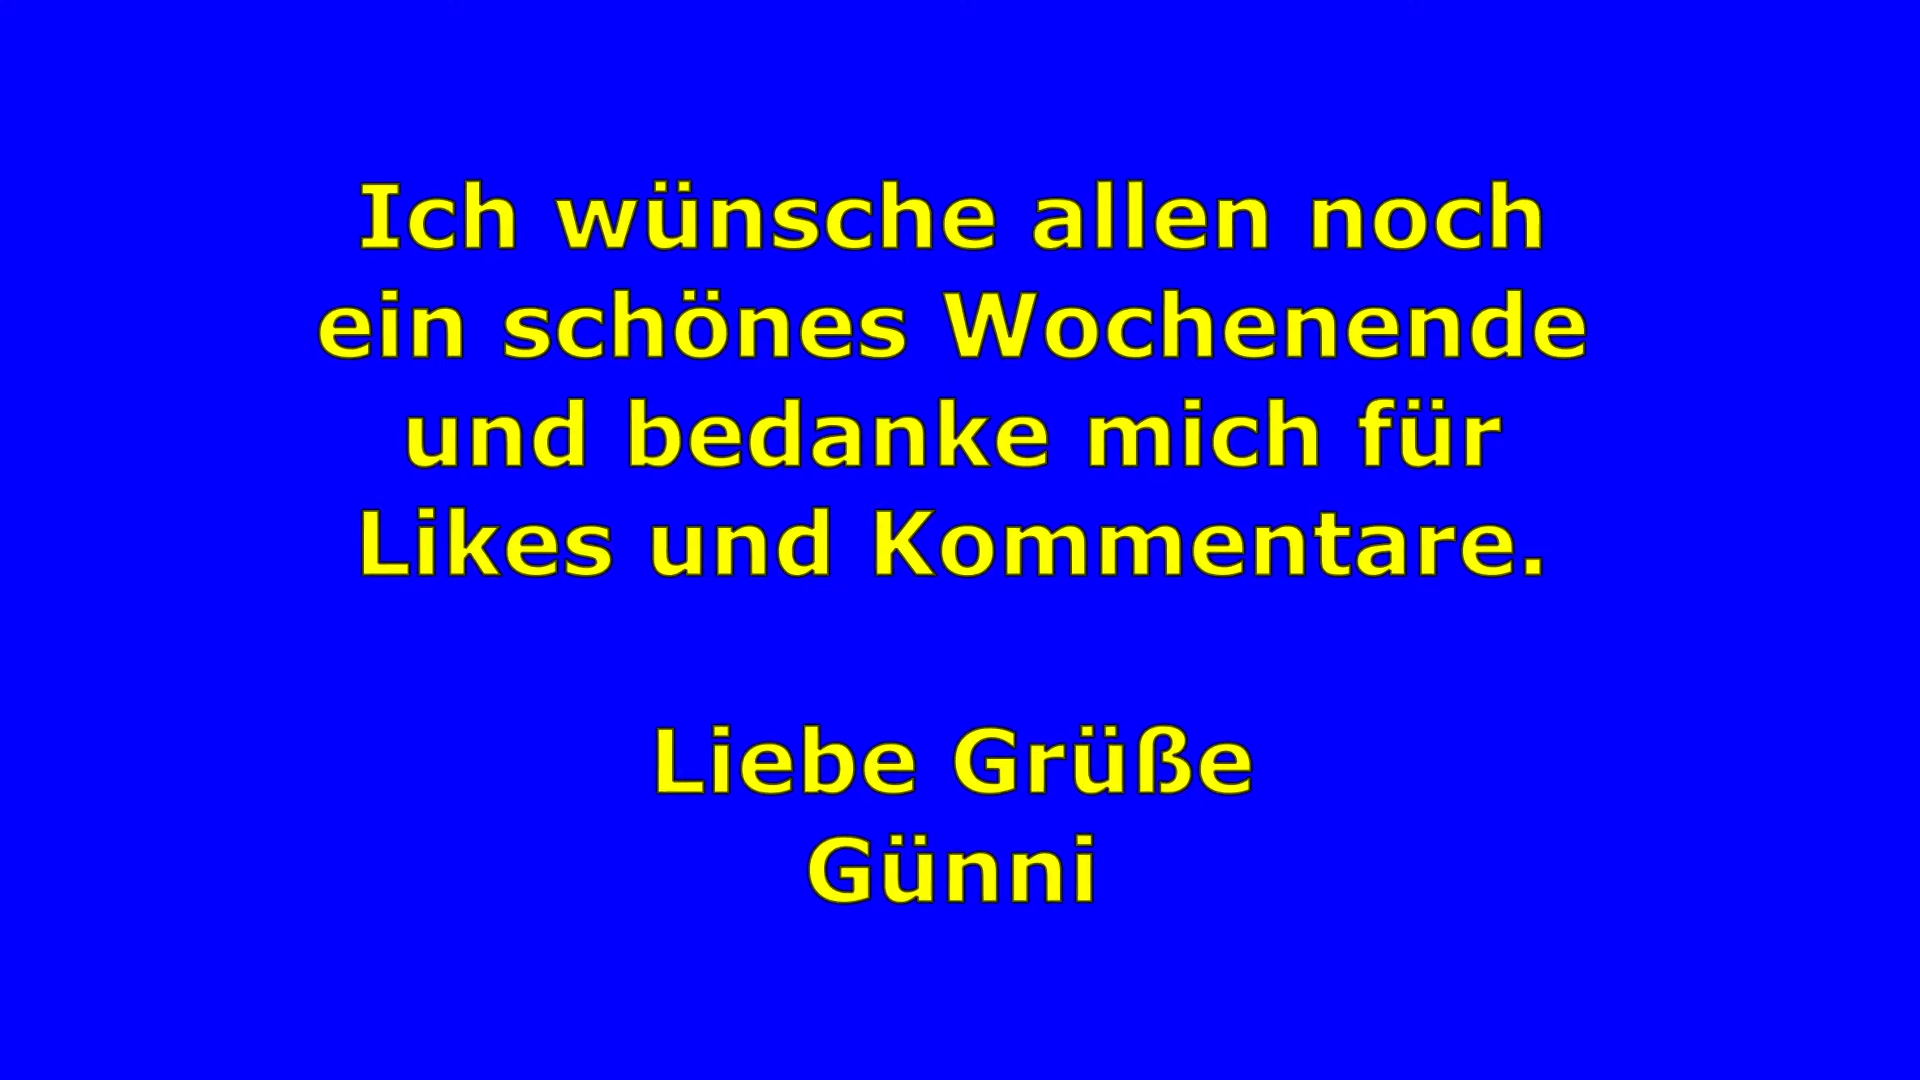 Ich wünsche allen noch
ein schönes Wochenende
und bedanke mich für
Likes und Kommentare.
Liebe Grüße
Günni